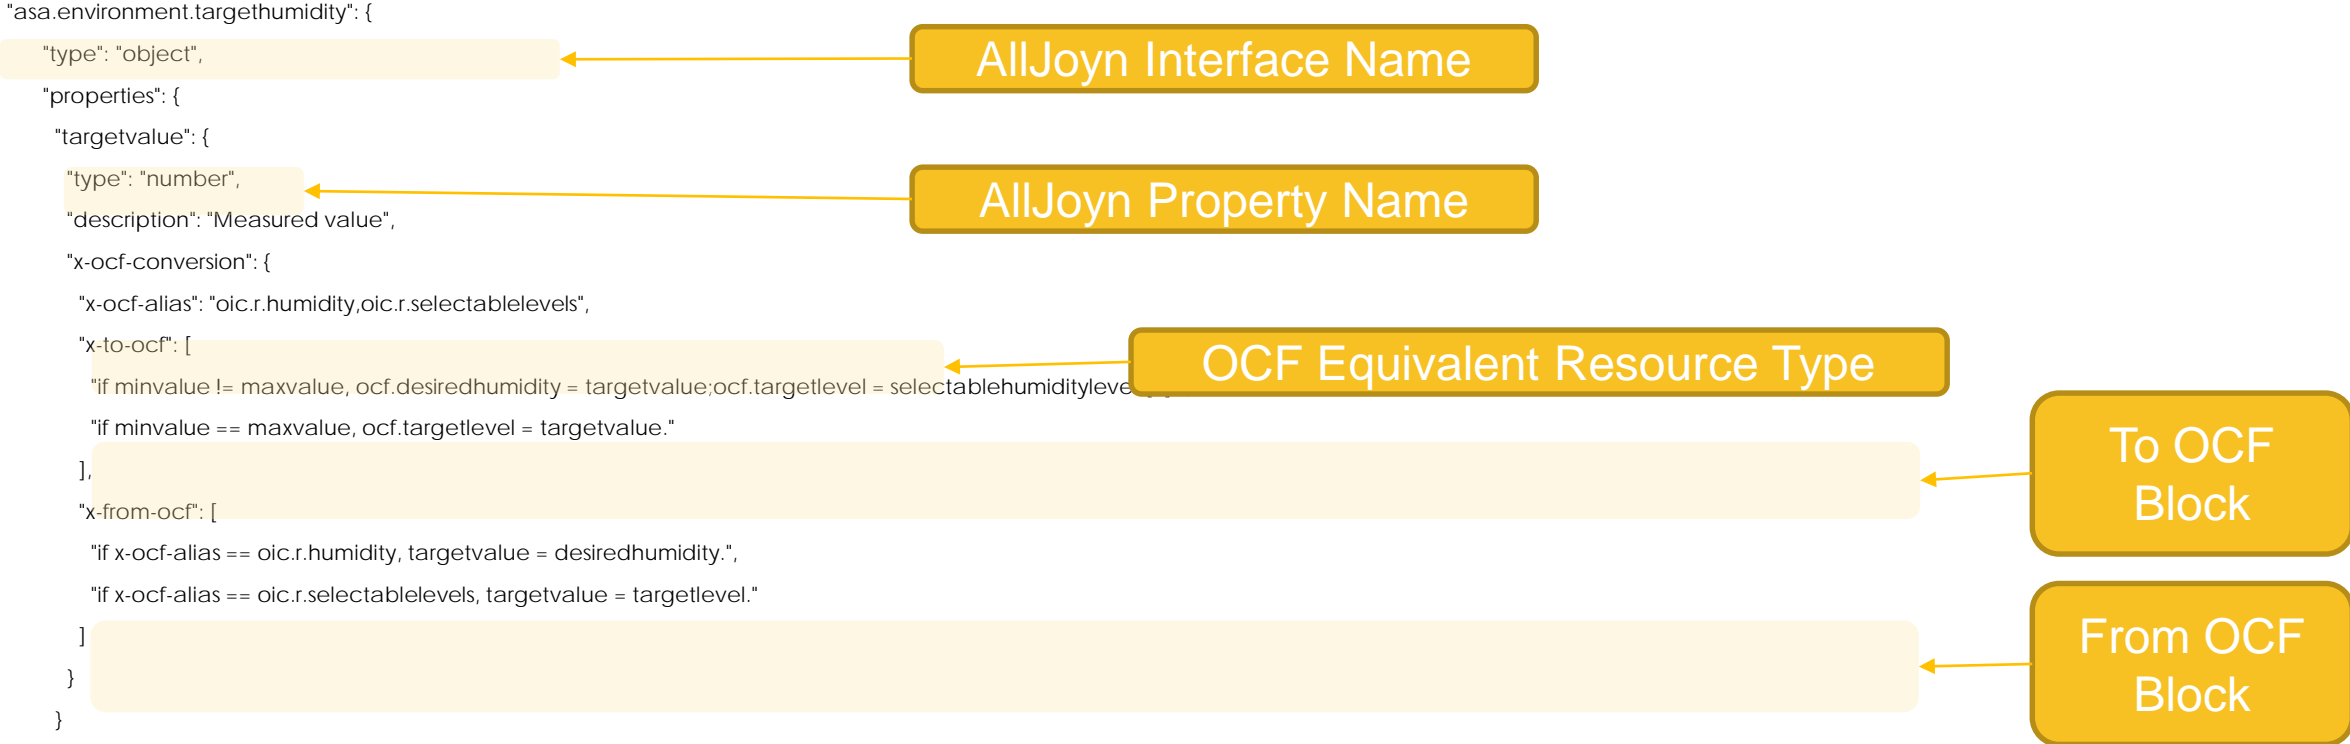 "asa.environment.targethumidity": {
"type": "object",
AllJoyn Interface Name
"properties": {
"targetvalue": {
"type": "number",
AllJoyn Property Name
"description": "Measured value",
"x-ocf-conversion": {
"x-ocf-alias": "oic.r.humidity,oic.r.selectablelevels",
"x-to-ocf": [
OCF Equivalent Resource Type
"if minvalue != maxvalue, ocf.desiredhumidity = targetvalue;ocf.targetlevel =
"if minvalue == maxvalue, ocf.targetlevel = targetvalue."
To OCF
Block
],
"x-from-ocf": [
"if x-ocf-alias == oic.r.humidity, targetvalue = desiredhumidity.",
"if x-ocf-alias == oic.r.selectablelevels, targetvalue = targetlevel."
From OCF
Block
]
}
}